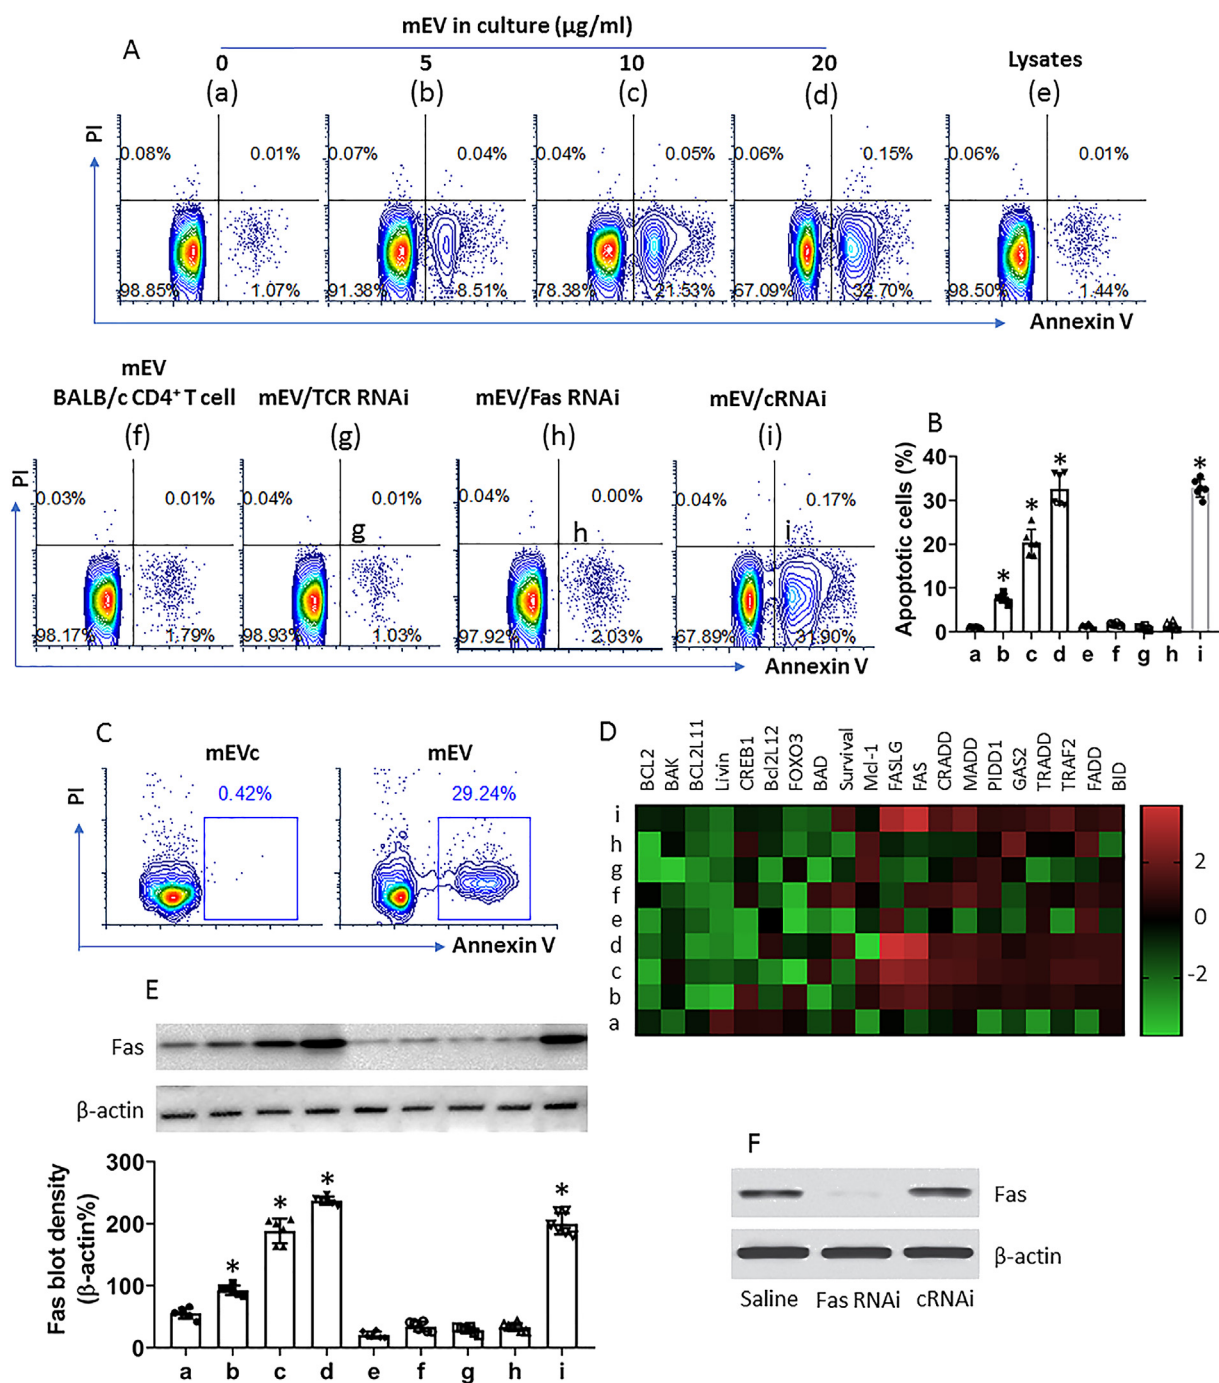 A
mEV in culture (µg/ml)
0 5 10 20 Lysates
(a) (b) (c) (d) (e)
PI
0.08% 0.01% 0.07% 0.04% 0.04% 0.05% 0.06% 0.15% 0.06% 0.01%
98.85% 1.07% 91.38% 8.51% 78.38% 21.53% 67.09% 32.70% 98.50% 1.44%
Annexin V
mEV
BALB/c CD4⁺ T cell mEV/TCR RNAi mEV/Fas RNAi mEV/cRNAi
(f) (g) (h) (i)
PI
0.03% 0.01% 0.04% 0.01% 0.04% 0.00% 0.04% 0.17%
g h i
98.17% 1.79% 98.93% 1.03% 97.92% 2.03% 67.89% 31.90%
Annexin V
B
Apoptotic cells (%)
40
30
20
10
0
* * * *
a b c d e f g h i
C
mEVc mEV
PI
0.42% 29.24%
Annexin V
D
BCL2 BAK BCL2L11 Livin CREB1 Bcl2L12 FOXO3 BAD Survival Mcl-1 FASLG FAS CRADD MADD PIDD1 GAS2 TRADD TRAF2 FADD BID
i
h
g
f
e
d
c
b
a
2
0
-2
E
Fas
β-actin
Fas blot density
(β-actin%)
300
200
100
0
* * * *
a b c d e f g h i
F
Fas
β-actin
Saline Fas RNAi cRNAi